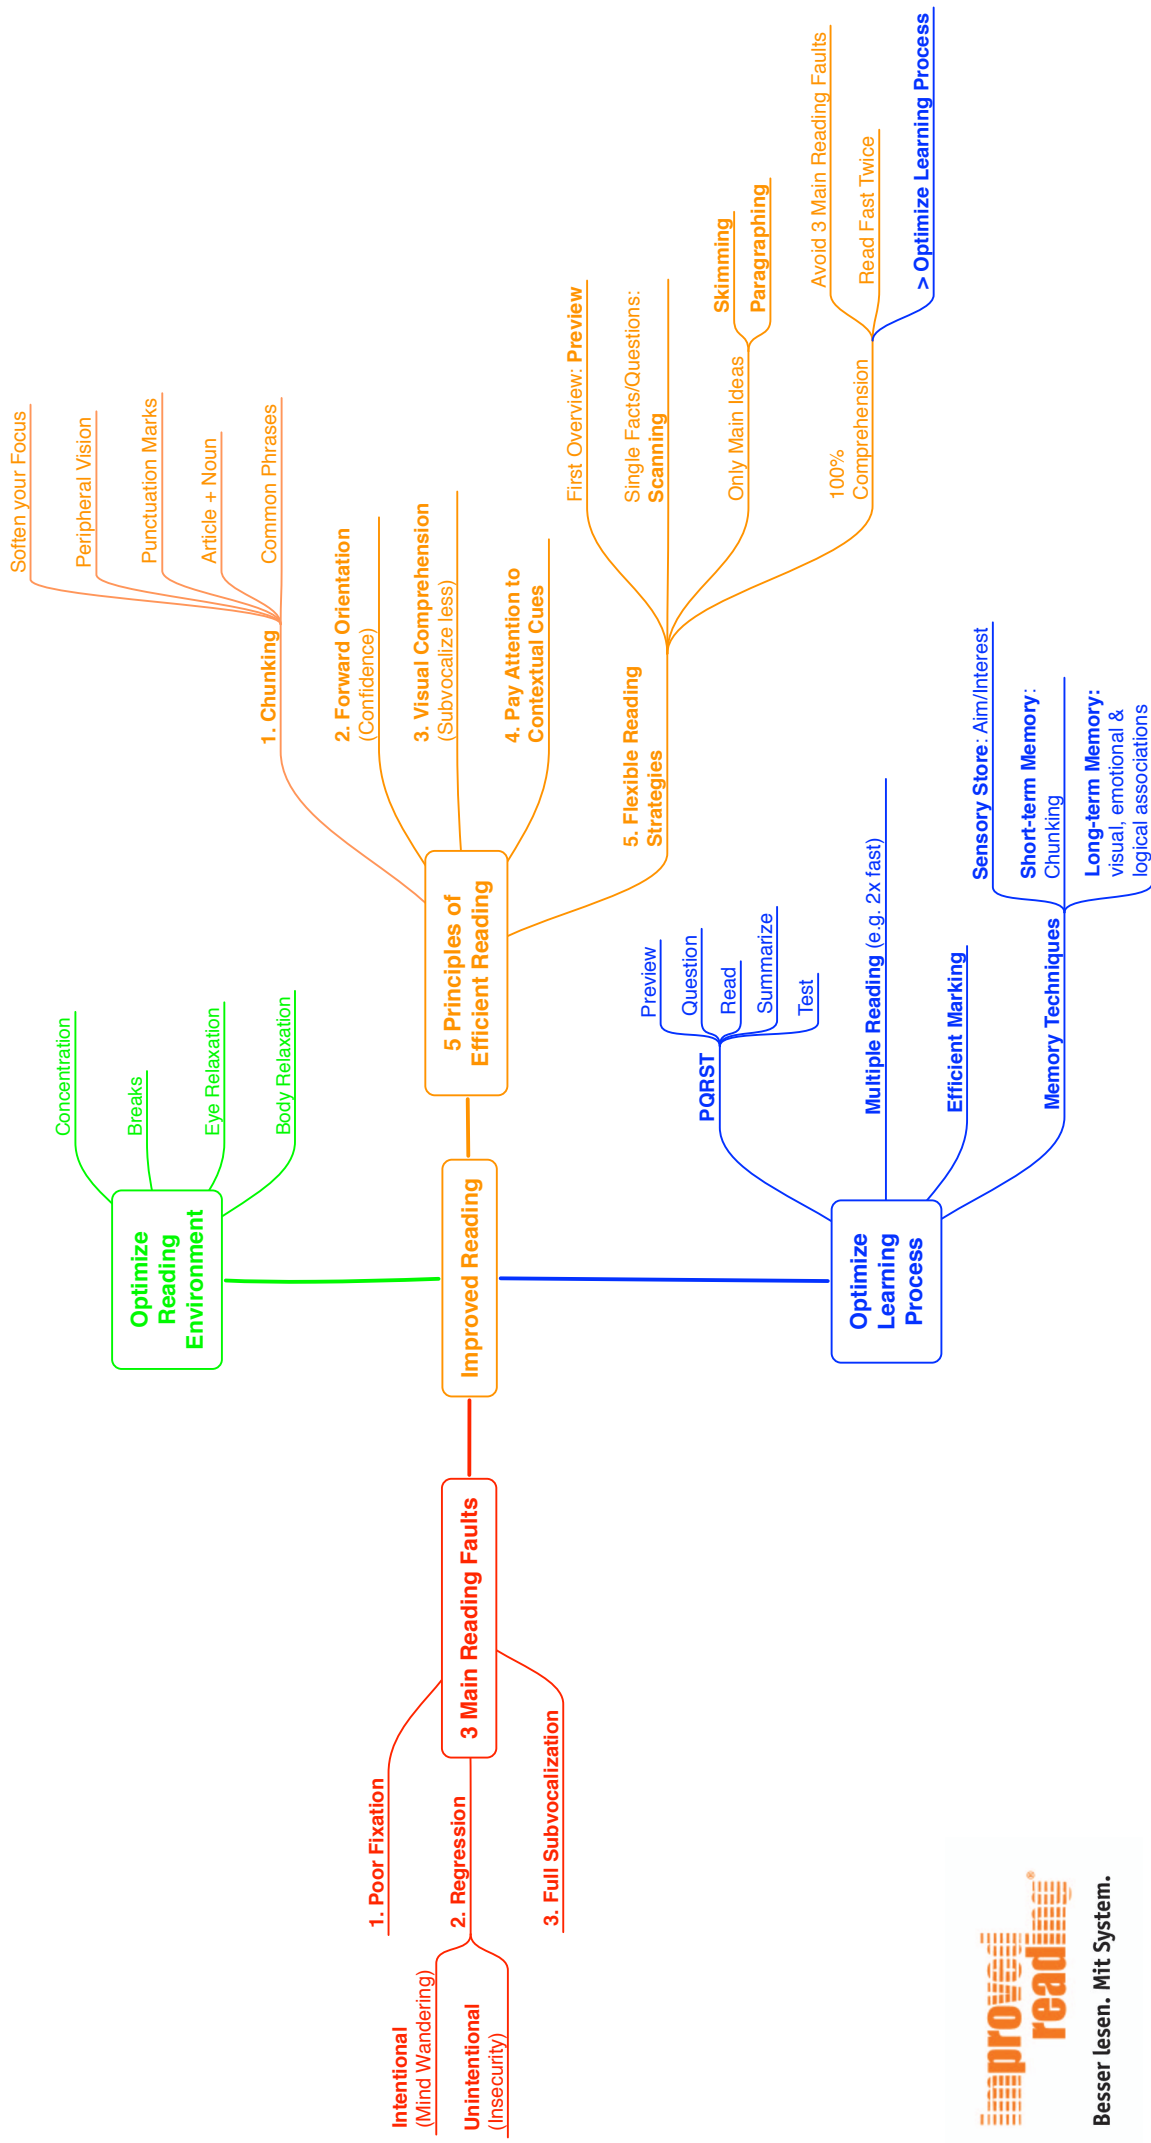 Improved Reading
Optimize
Reading
Environment
Concentration
Breaks
Eye Relaxation
Body Relaxation
5 Principles of
Efficient Reading
1. Chunking
Soften your Focus
Peripheral Vision
Punctuation Marks
Article + Noun
Common Phrases
2. Forward Orientation
(Confidence)
3. Visual Comprehension
(Subvocalize less)
4. Pay Attention to
Contextual Cues
5. Flexible Reading
Strategies
First Overview: Preview
Single Facts/Questions:
Scanning
Only Main Ideas
Skimming
Paragraphing
100%
Comprehension
Avoid 3 Main Reading Faults
Read Fast Twice
> Optimize Learning Process
Optimize
Learning
Process
PQRST
Preview
Question
Read
Summarize
Test
Multiple Reading (e.g. 2x fast)
Efficient Marking
Memory Techniques
Sensory Store: Aim/Interest
Short-term Memory:
Chunking
Long-term Memory:
visual, emotional &
logical associations
3 Main Reading Faults
1. Poor Fixation
2. Regression
Intentional
(Mind Wandering)
Unintentional
(Insecurity)
3. Full Subvocalization
improved
reading®
Besser lesen. Mit System.